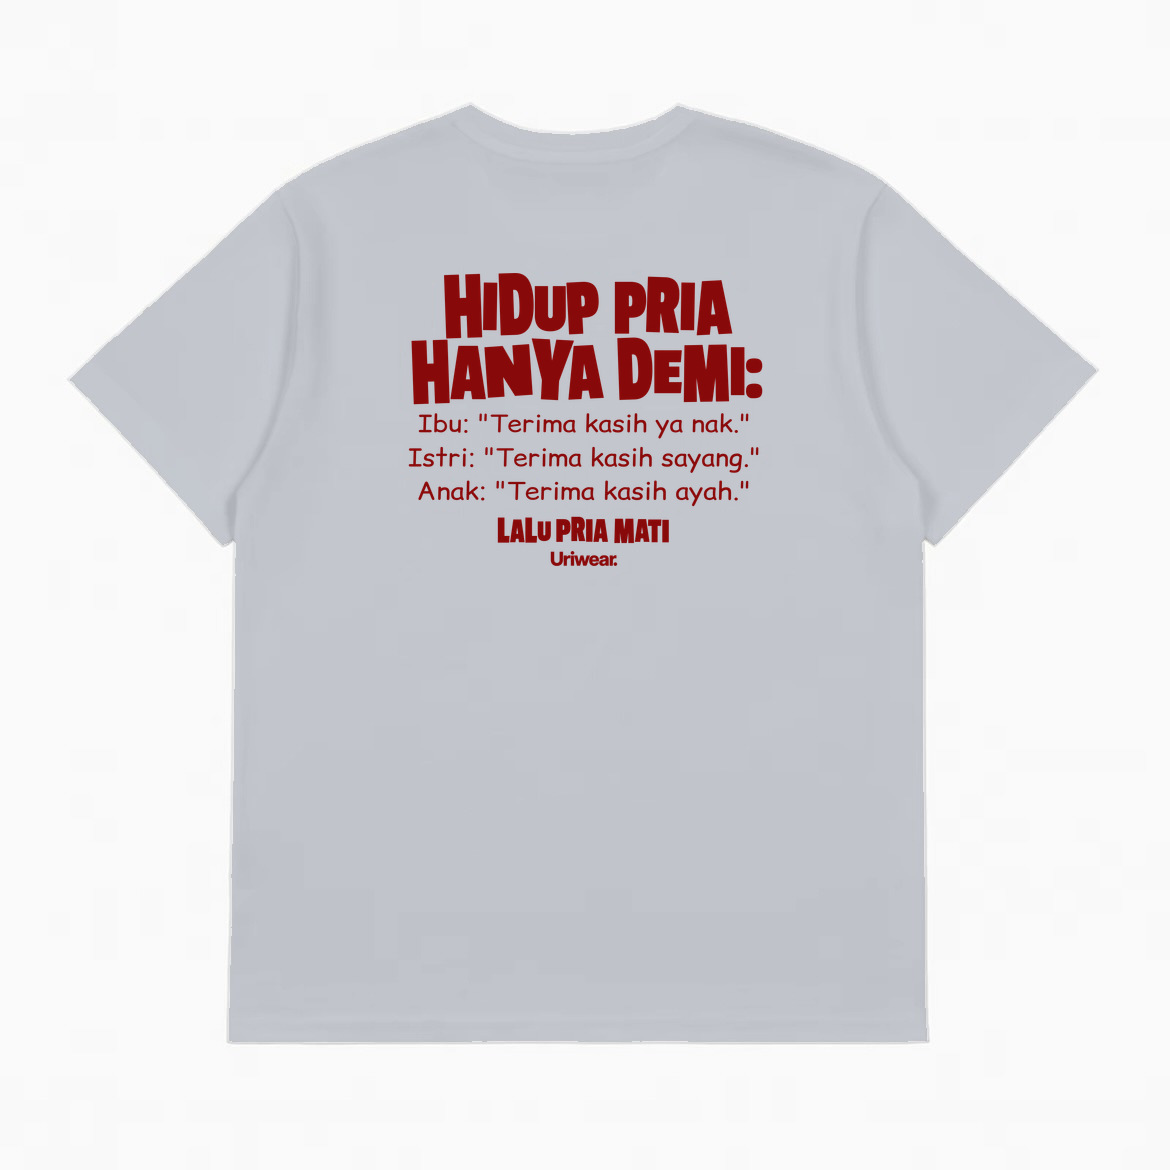 HIDUP PRIA
HANYA DEMI:
Ibu: "Terima kasih ya nak."
Istri: "Terima kasih sayang."
Anak: "Terima kasih ayah."
LALU PRIA MATI
Uriwear.